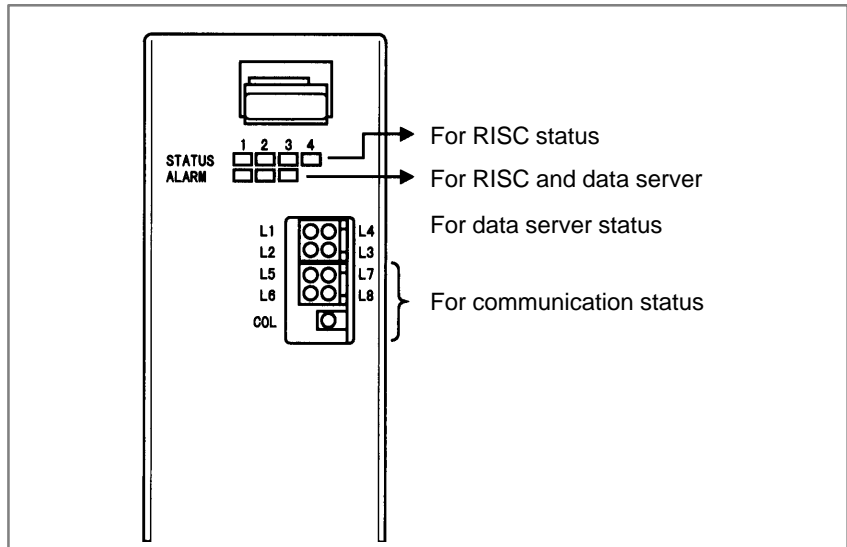 1 2 3 4
STATUS
For RISC status
ALARM
For RISC and data server
L1 L4 For data server status
L2 L3
L5 L7
L6 L8 For communication status
COL